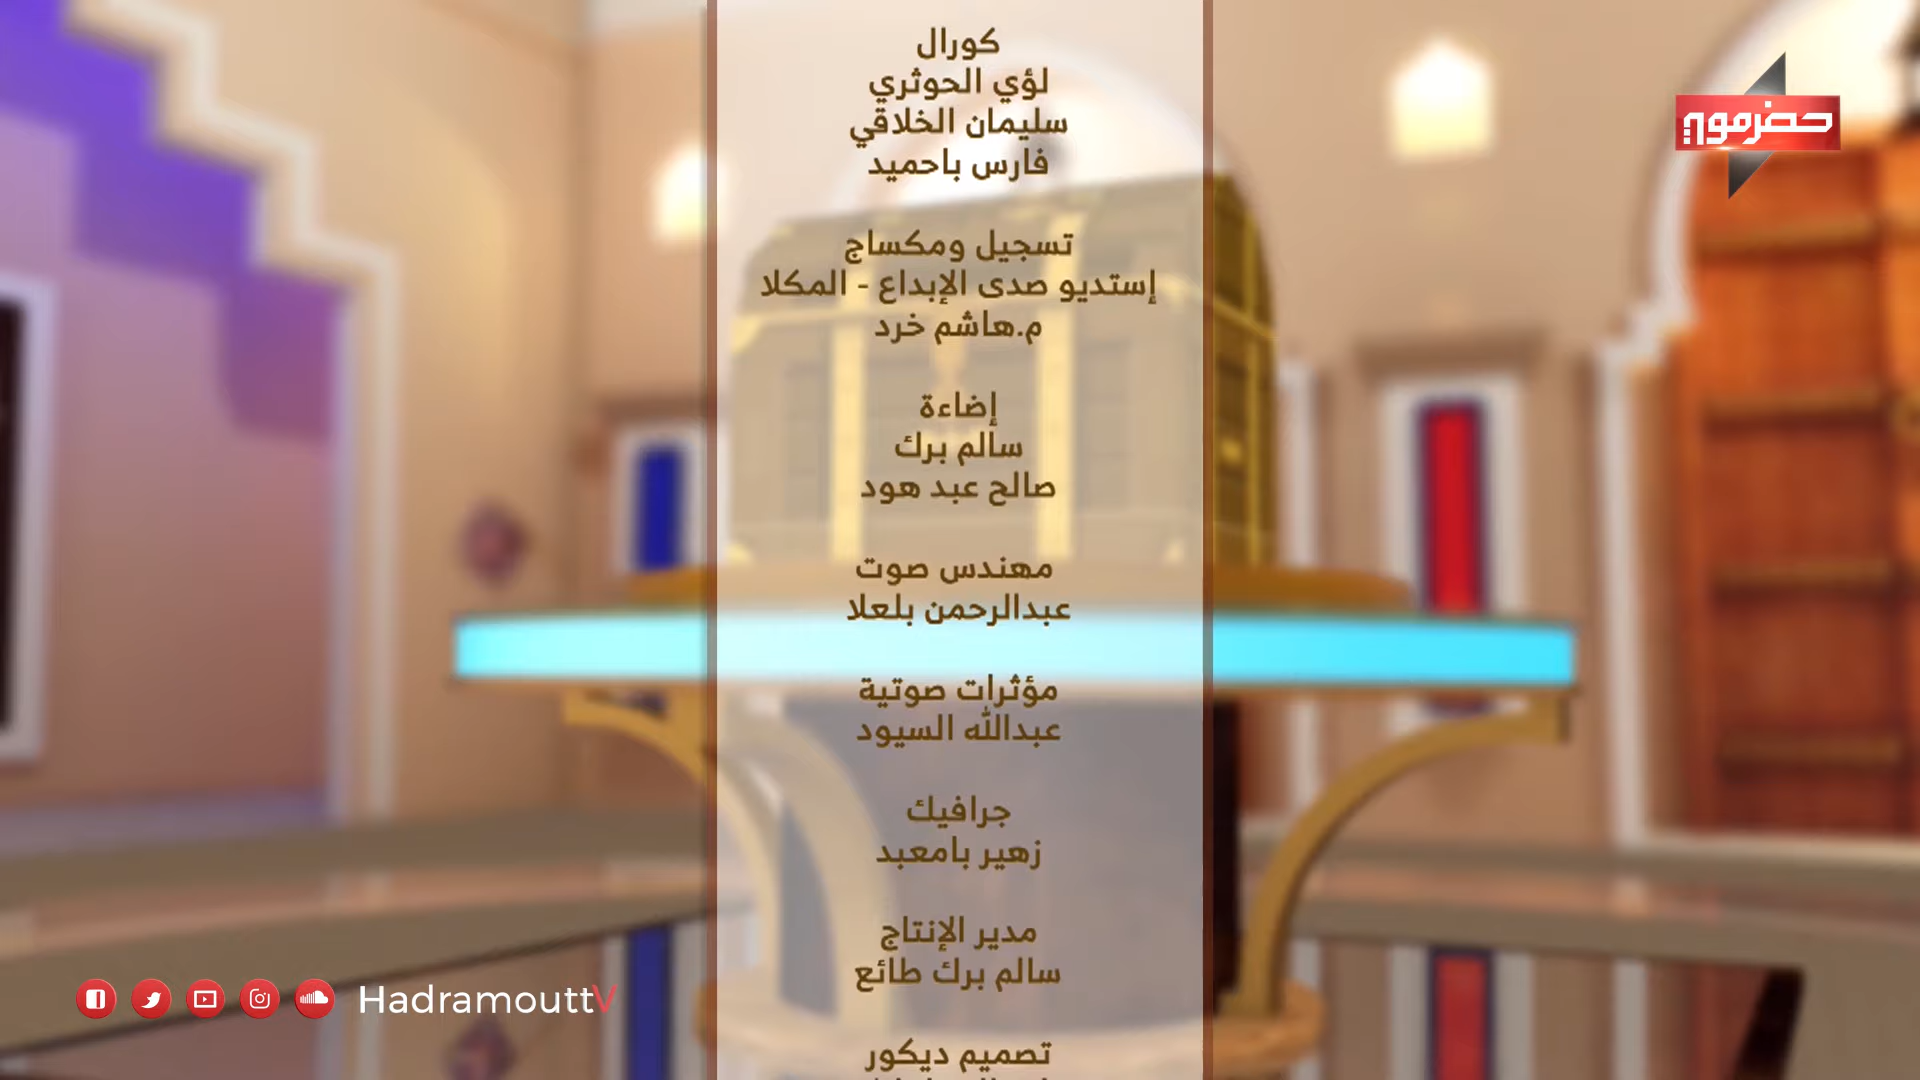 كورال
لؤي الحوثري
سليمان الخلاقي
فارس باحميد
تسجيل ومكساج
إستديو صدى الإبداع - المكلا
م.هاشم خرد
إضاءة
سالم برك
صالح عبد هود
مهندس صوت
عبدالرحمن بلعلا
مؤثرات صوتية
عبدالله السيود
جرافيك
زهير بامعبد
مدير الإنتاج
سالم برك طائع
تصميم ديكور
حضرموت
HadramouttV